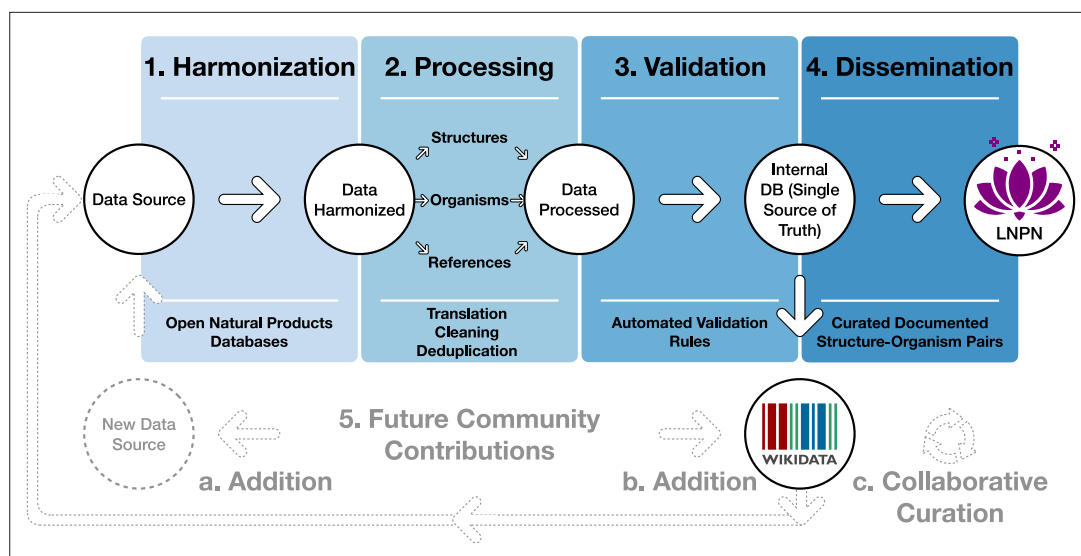 1. Harmonization
2. Processing
3. Validation
4. Dissemination
Data Source
Data
Harmonized
Structures
Organisms
References
Data
Processed
Internal
DB (Single
Source of
Truth)
LNPN
Open Natural Products
Databases
Translation
Cleaning
Deduplication
Automated Validation
Rules
Curated Documented
Structure-Organism Pairs
New Data
Source
5. Future Community
Contributions
WIKIDATA
a. Addition
b. Addition
c. Collaborative
Curation